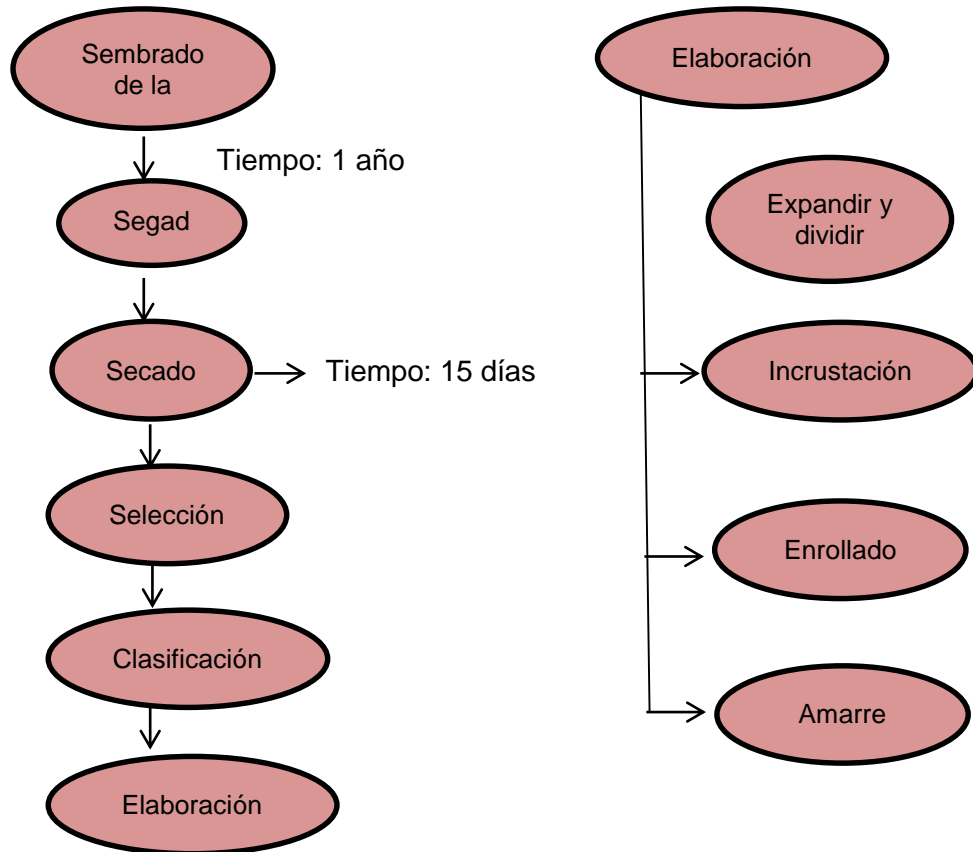 Sembrado
de la
Tiempo: 1 año
Segad
Secado
Tiempo: 15 días
Selección
Clasificación
Elaboración
Elaboración
Expandir y
dividir
Incrustación
Enrollado
Amarre